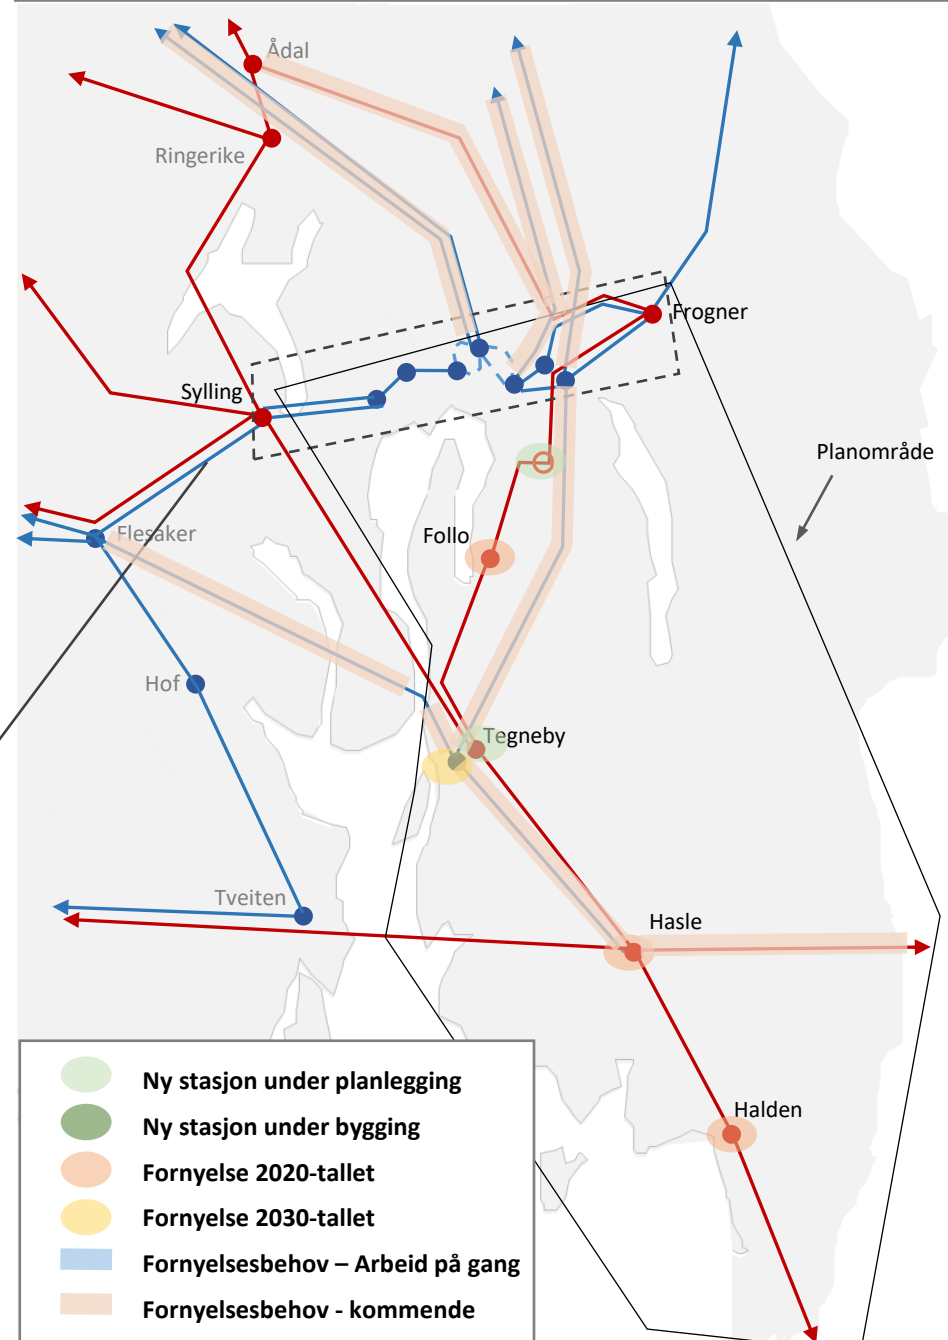 Ådal
Ringerike
Frogner
Sylling
Planområde
Follo
Flesaker
Hof
Tegneby
Tveiten
Hasle
Halden
Ny stasjon under planlegging
Ny stasjon under bygging
Fornyelse 2020-tallet
Fornyelse 2030-tallet
Fornyelsesbehov – Arbeid på gang
Fornyelsesbehov - kommende